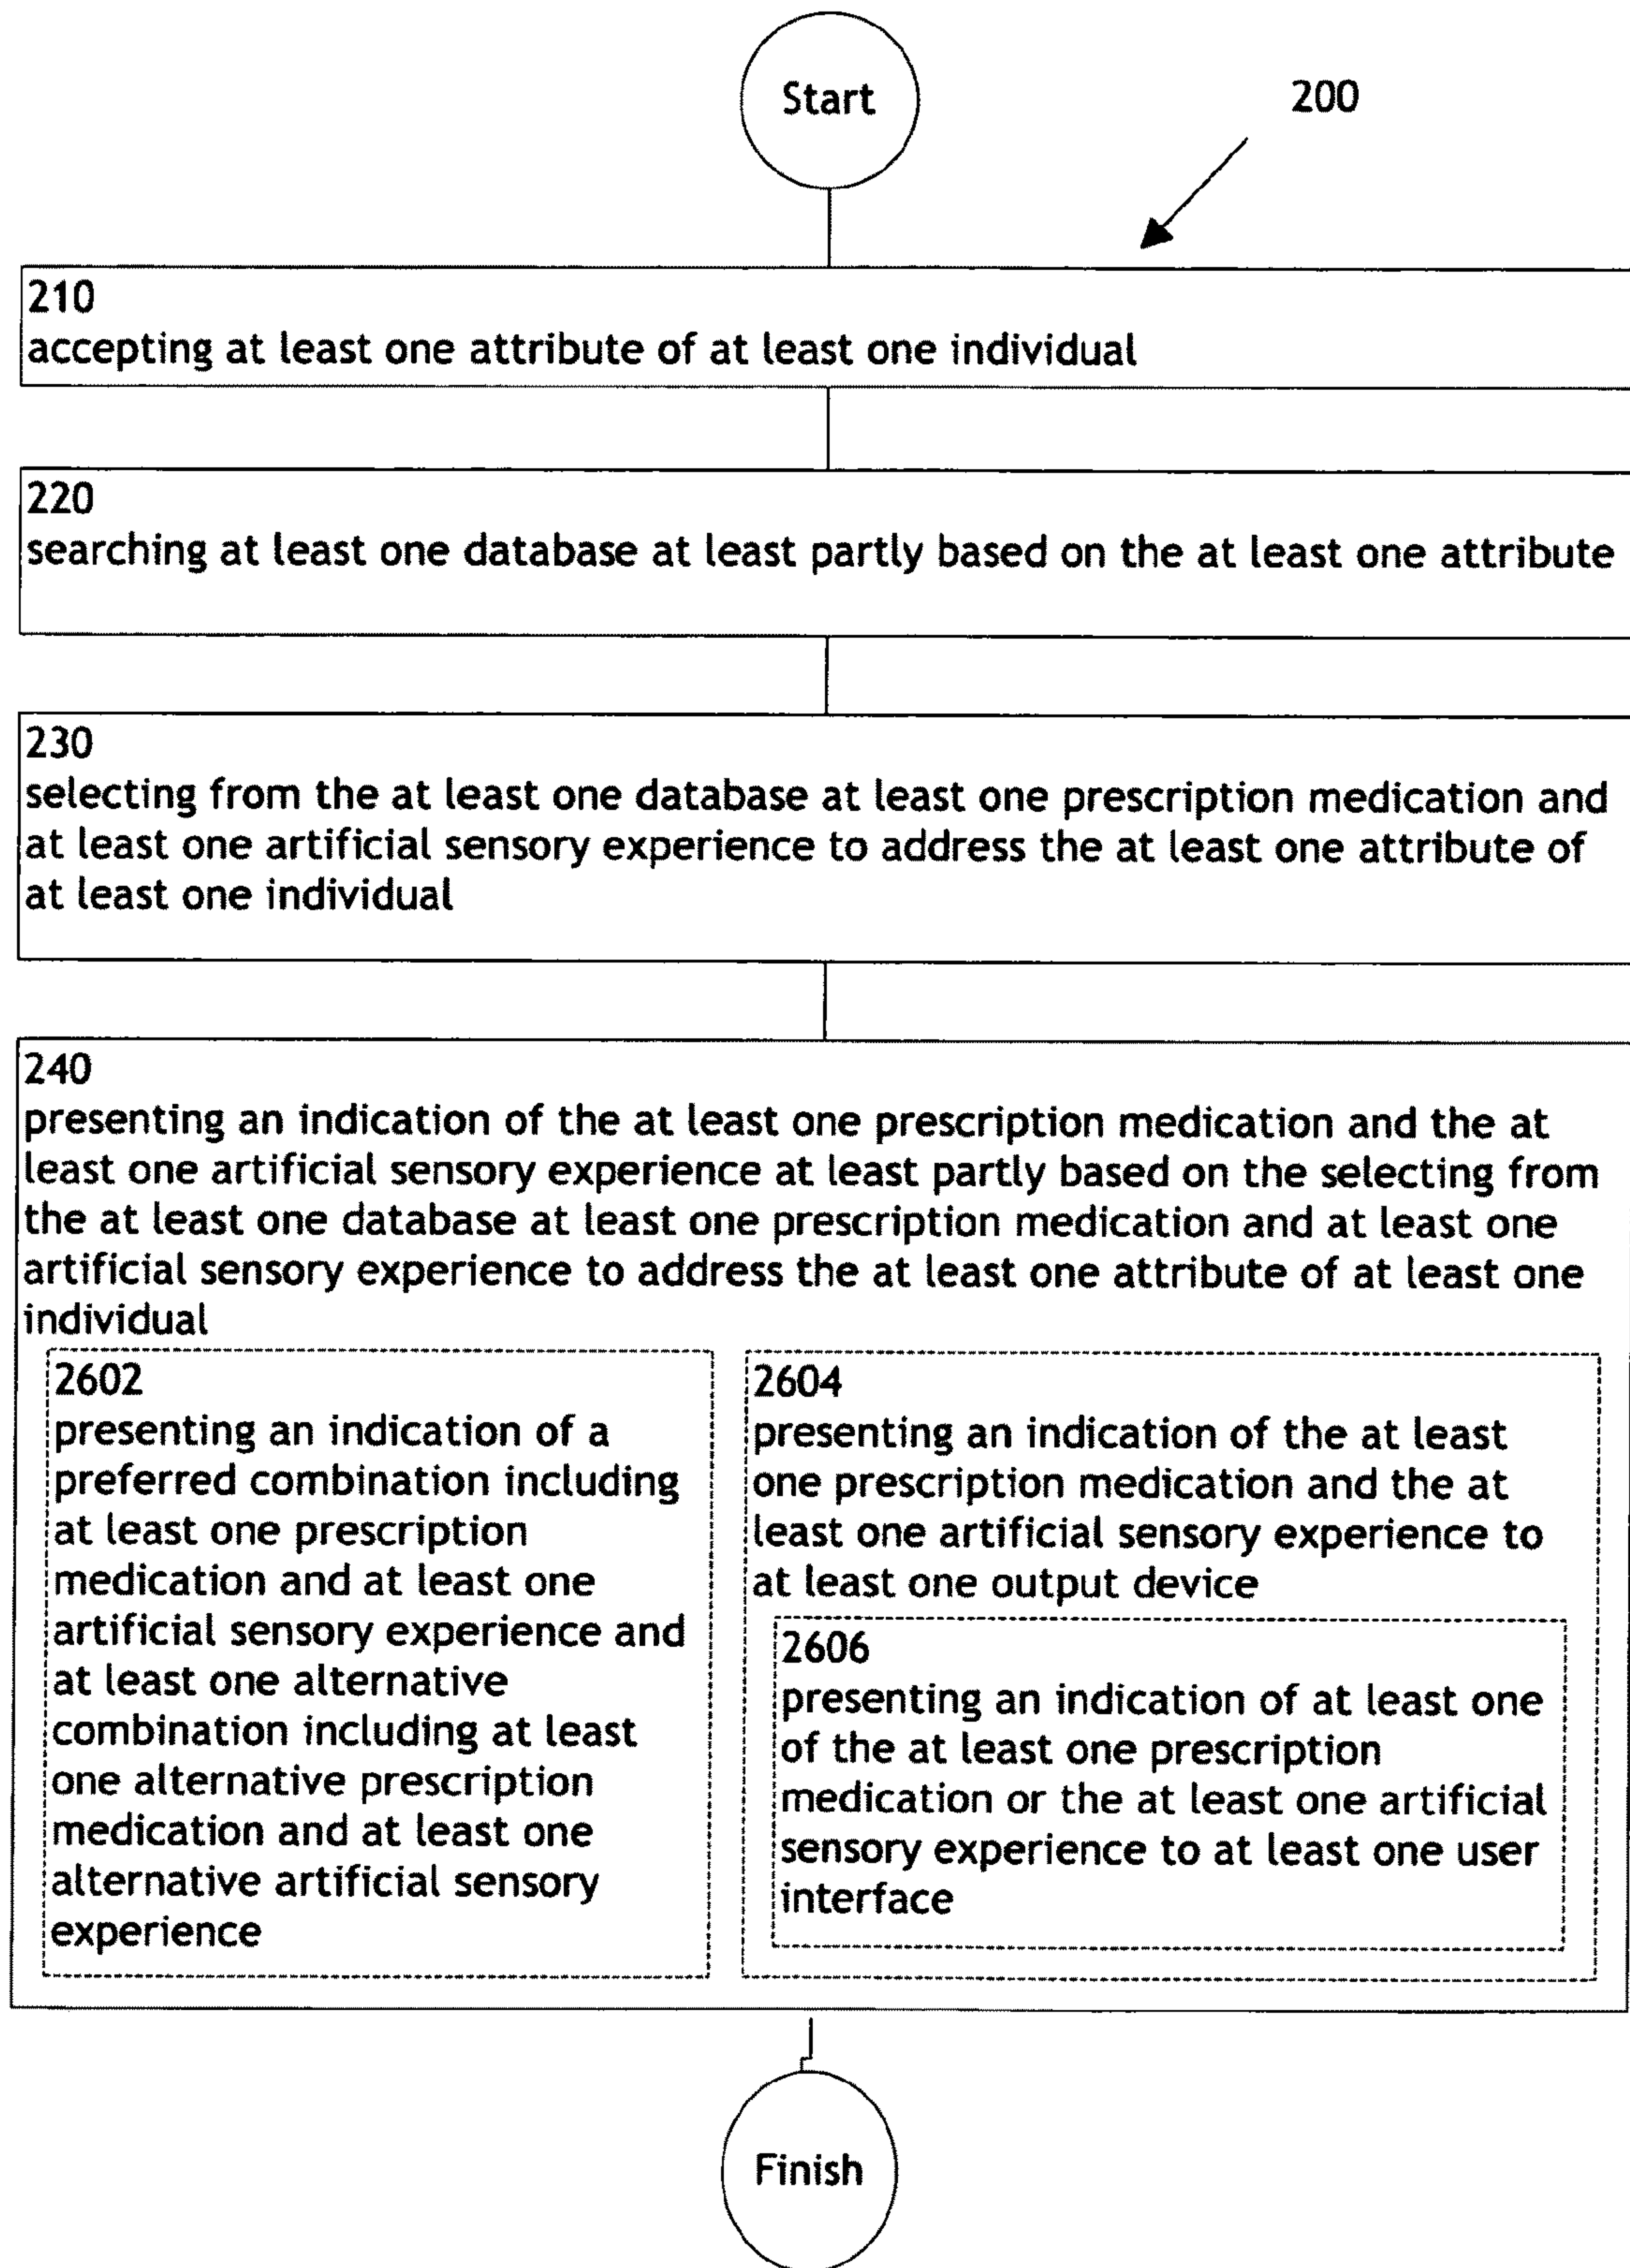 Start
200
210
accepting at least one attribute of at least one individual
220
searching at least one database at least partly based on the at least one attribute
230
selecting from the at least one database at least one prescription medication and
at least one artificial sensory experience to address the at least one attribute of
at least one individual
240
presenting an indication of the at least one prescription medication and the at
least one artificial sensory experience at least partly based on the selecting from
the at least one database at least one prescription medication and at least one
artificial sensory experience to address the at least one attribute of at least one
individual
2602
presenting an indication of a
preferred combination including
at least one prescription
medication and at least one
artificial sensory experience and
at least one alternative
combination including at least
one alternative prescription
medication and at least one
alternative artificial sensory
experience
2604
presenting an indication of the at least
one prescription medication and the at
least one artificial sensory experience to
at least one output device
2606
presenting an indication of at least one
of the at least one prescription
medication or the at least one artificial
sensory experience to at least one user
interface
Finish